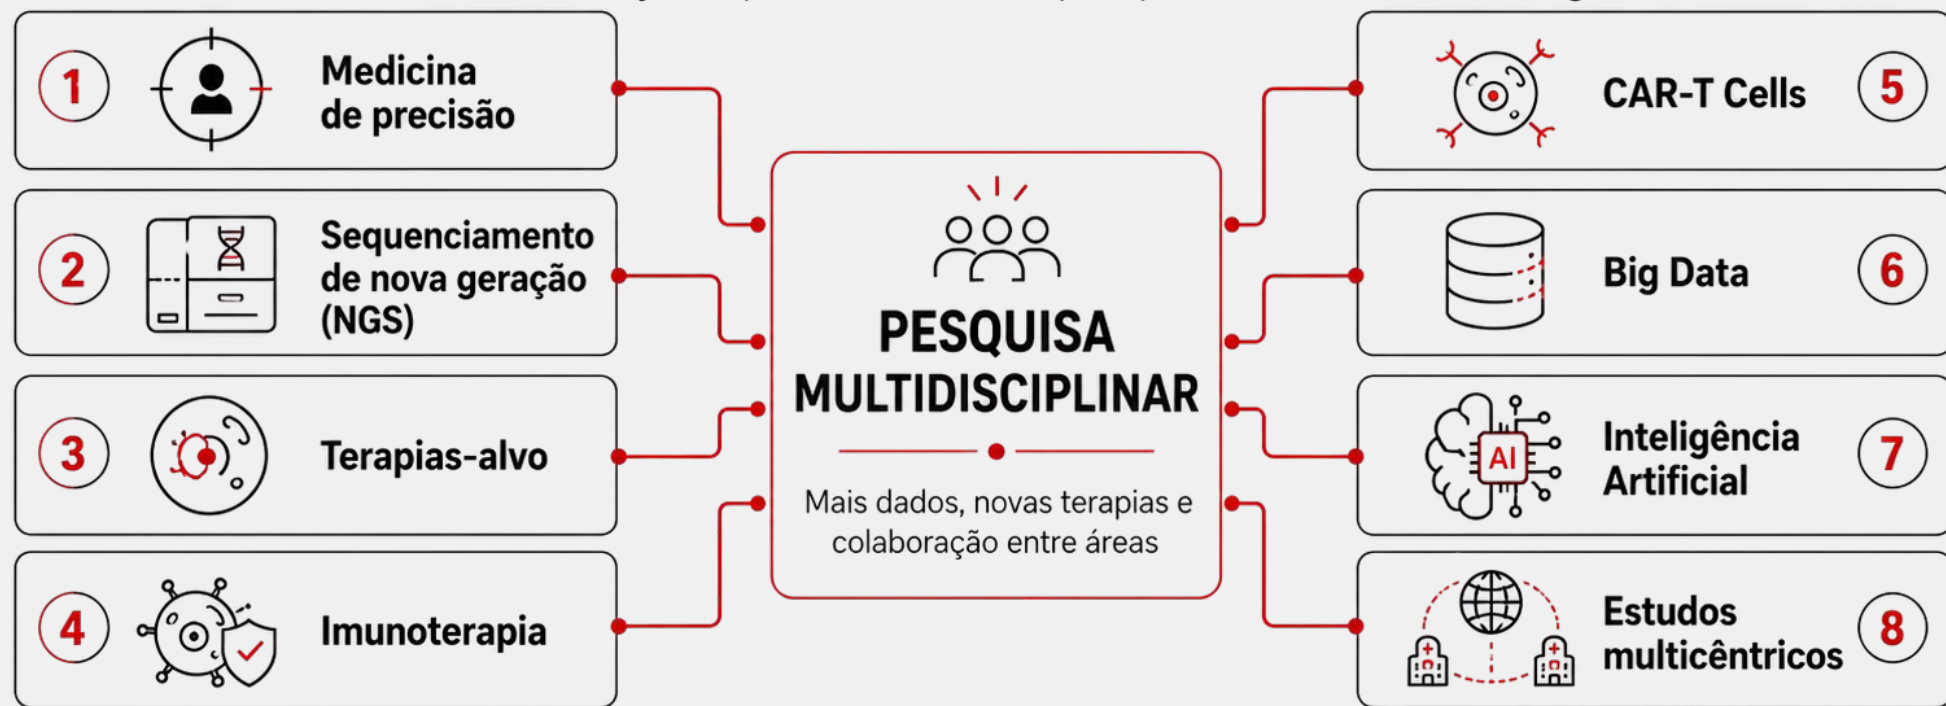 1
Medicina
de precisão
2
Sequenciamento
de nova geração
(NGS)
3
Terapias-alvo
4
Imunoterapia
PESQUISA
MULTIDISCIPLINAR
Mais dados, novas terapias e
colaboração entre áreas
CAR-T Cells
5
Big Data
6
AI
Inteligência
Artificial
7
Estudos
multicêntricos
8